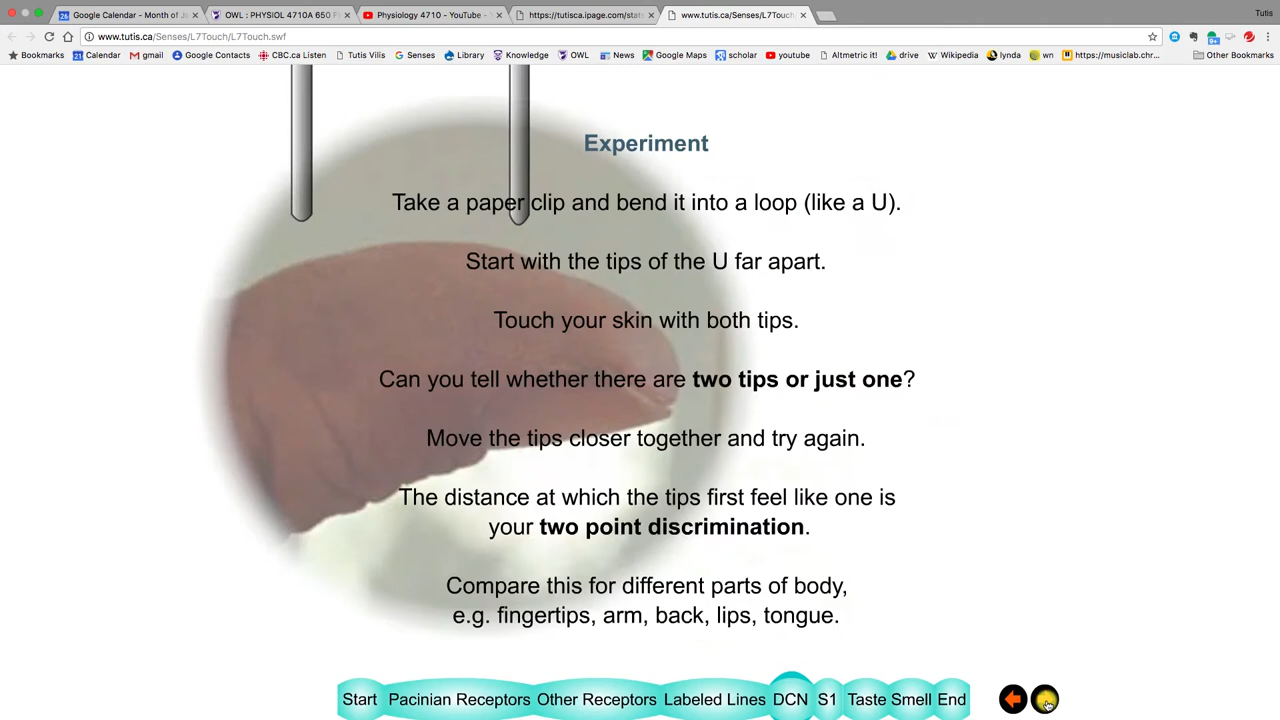 Google Calendar - Month of J
OWL : PHYSIOL 4710A 650 F
Physiology 4710 - YouTube -
https://tutisca.ipage.com/stat
www.tutis.ca/Senses/L7Touch/
Tutis
www.tutis.ca/Senses/L7Touch/L7Touch.swf
Bookmarks Calendar gmail Google Contacts CBC.ca Listen Tutis Vilis Senses Library Knowledge OWL News Google Maps scholar youtube Altmetric it! drive Wikipedia lynda wn https://musiclab.chr... Other Bookmarks
Experiment
Take a paper clip and bend it into a loop (like a U).
Start with the tips of the U far apart.
Touch your skin with both tips.
Can you tell whether there are two tips or just one?
Move the tips closer together and try again.
The distance at which the tips first feel like one is
your two point discrimination.
Compare this for different parts of body,
e.g. fingertips, arm, back, lips, tongue.
Start Pacinian Receptors Other Receptors Labeled Lines DCN S1 Taste Smell End